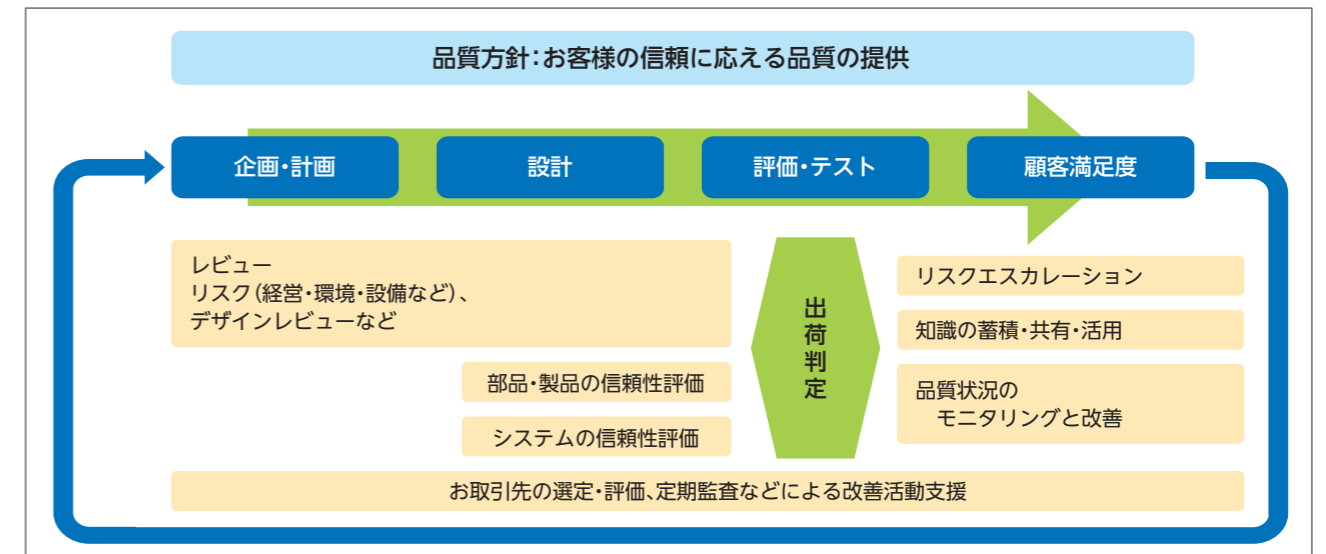 品質方針：お客様の信頼に応える品質の提供
企画・計画
設計
評価・テスト
顧客満足度
レビュー
リスク（経営・環境・設備など）、
デザインレビューなど
部品・製品の信頼性評価
システムの信頼性評価
出荷判定
リスクエスカレーション
知識の蓄積・共有・活用
品質状況の
モニタリングと改善
お取引先の選定・評価、定期監査などによる改善活動支援